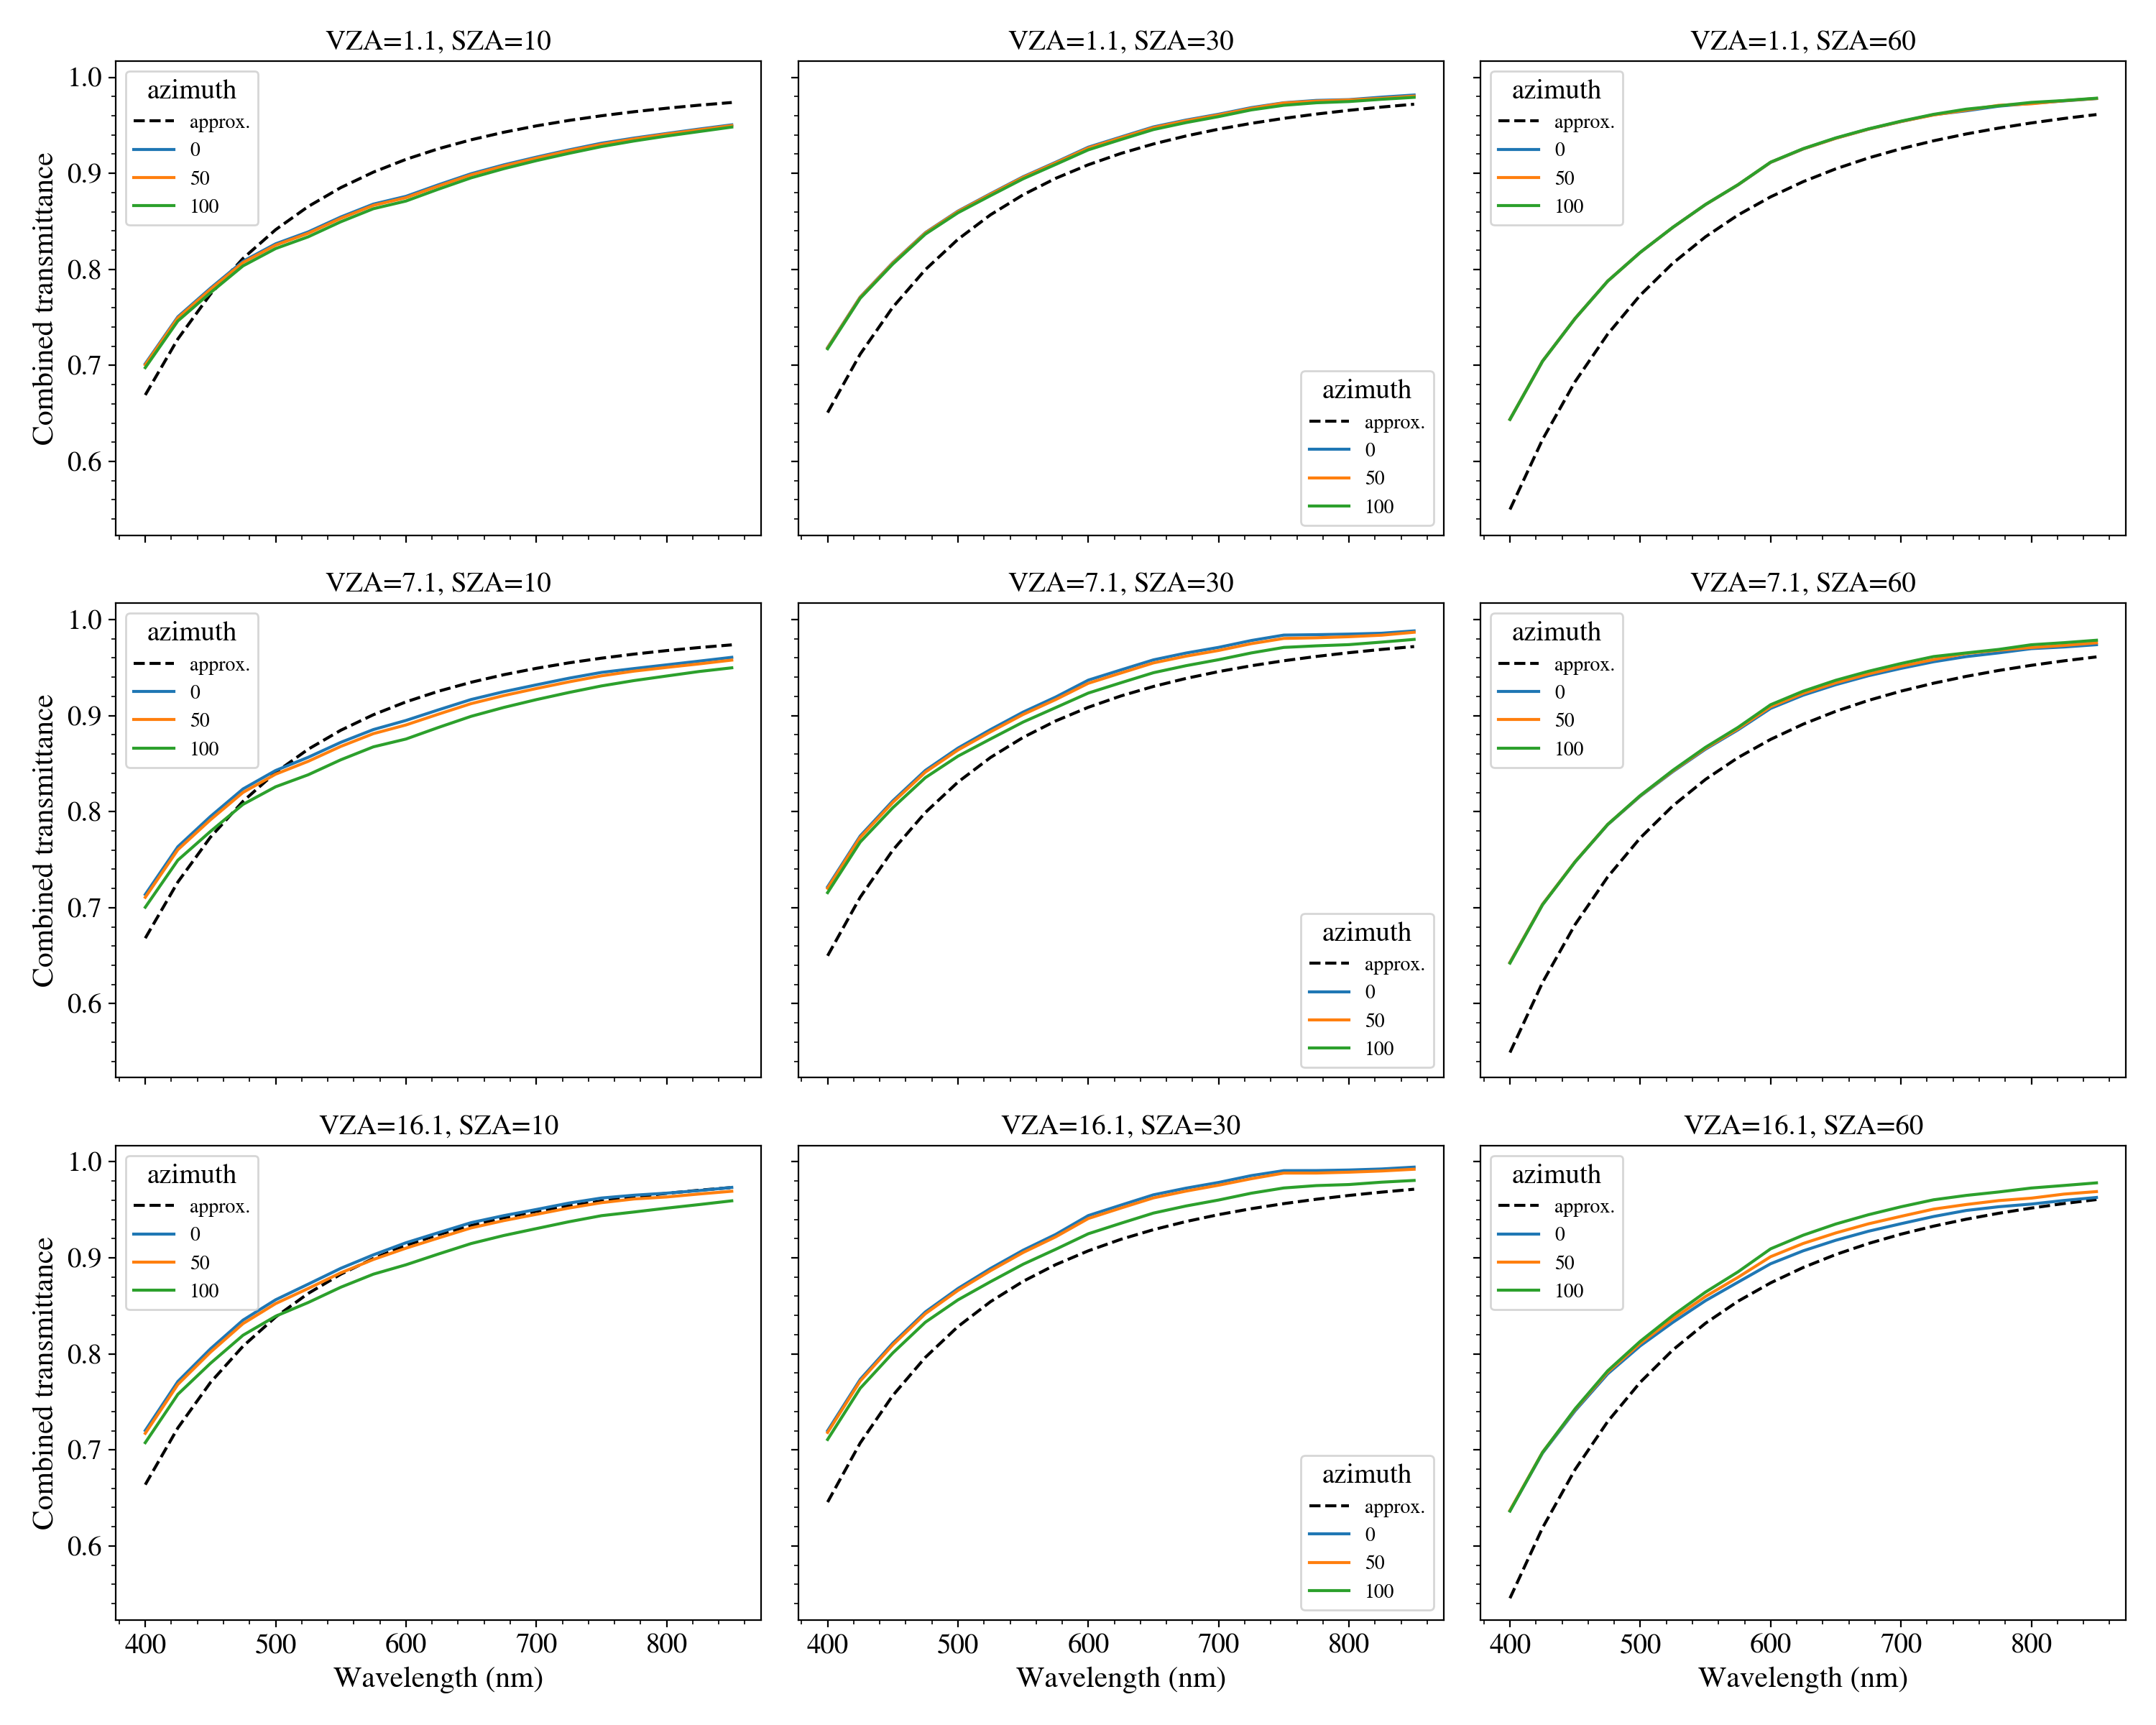 VZA=1.1, SZA=10
VZA=1.1, SZA=30
VZA=1.1, SZA=60
Combined transmittance
1.0
0.9
0.8
0.7
0.6
azimuth
approx.
0
50
100
azimuth
approx.
0
50
100
azimuth
approx.
0
50
100
VZA=7.1, SZA=10
VZA=7.1, SZA=30
VZA=7.1, SZA=60
Combined transmittance
1.0
0.9
0.8
0.7
0.6
azimuth
approx.
0
50
100
azimuth
approx.
0
50
100
azimuth
approx.
0
50
100
VZA=16.1, SZA=10
VZA=16.1, SZA=30
VZA=16.1, SZA=60
Combined transmittance
1.0
0.9
0.8
0.7
0.6
azimuth
approx.
0
50
100
azimuth
approx.
0
50
100
azimuth
approx.
0
50
100
400 500 600 700 800
400 500 600 700 800
400 500 600 700 800
Wavelength (nm)
Wavelength (nm)
Wavelength (nm)